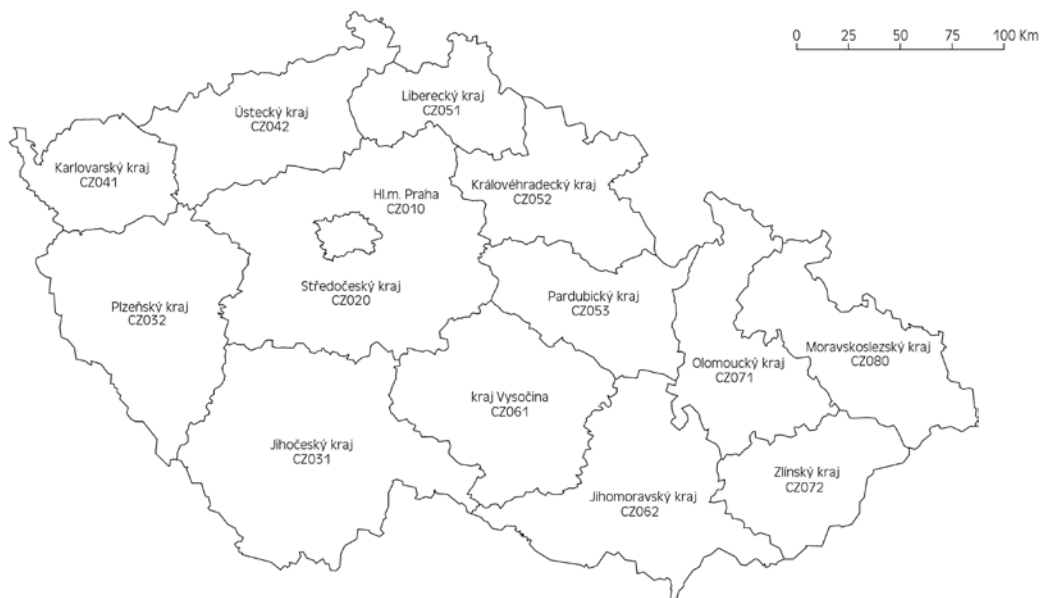 0 25 50 75 100 Km
Liberecký kraj
CZ051
Ústecký kraj
CZ042
Karlovarský kraj
CZ041
Hl.m. Praha
CZ010
Královéhradecký kraj
CZ052
Středočeský kraj
CZ020
Pardubický kraj
CZ053
Plzeňský kraj
CZ032
Moravskoslezský kraj
CZ080
Olomoucký kraj
CZ071
kraj Vysočina
CZ061
Jihočeský kraj
CZ031
Zlínský kraj
CZ072
Jihomoravský kraj
CZ062